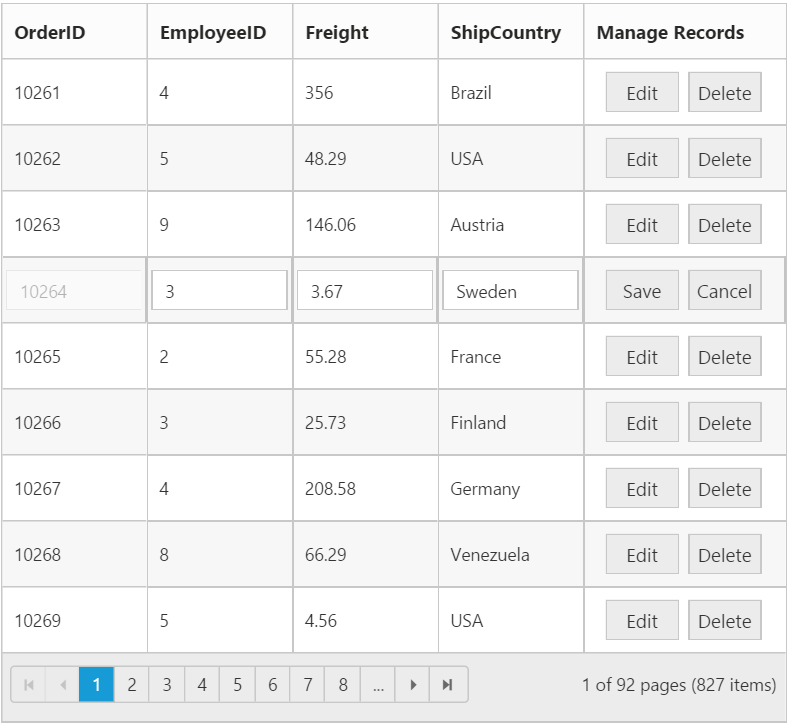 OrderID EmployeeID Freight ShipCountry Manage Records
10261 4 356 Brazil Edit Delete
10262 5 48.29 USA Edit Delete
10263 9 146.06 Austria Edit Delete
10264 3 3.67 Sweden Save Cancel
10265 2 55.28 France Edit Delete
10266 3 25.73 Finland Edit Delete
10267 4 208.58 Germany Edit Delete
10268 8 66.29 Venezuela Edit Delete
10269 5 4.56 USA Edit Delete
1 2 3 4 5 6 7 8 ... 1 of 92 pages (827 items)